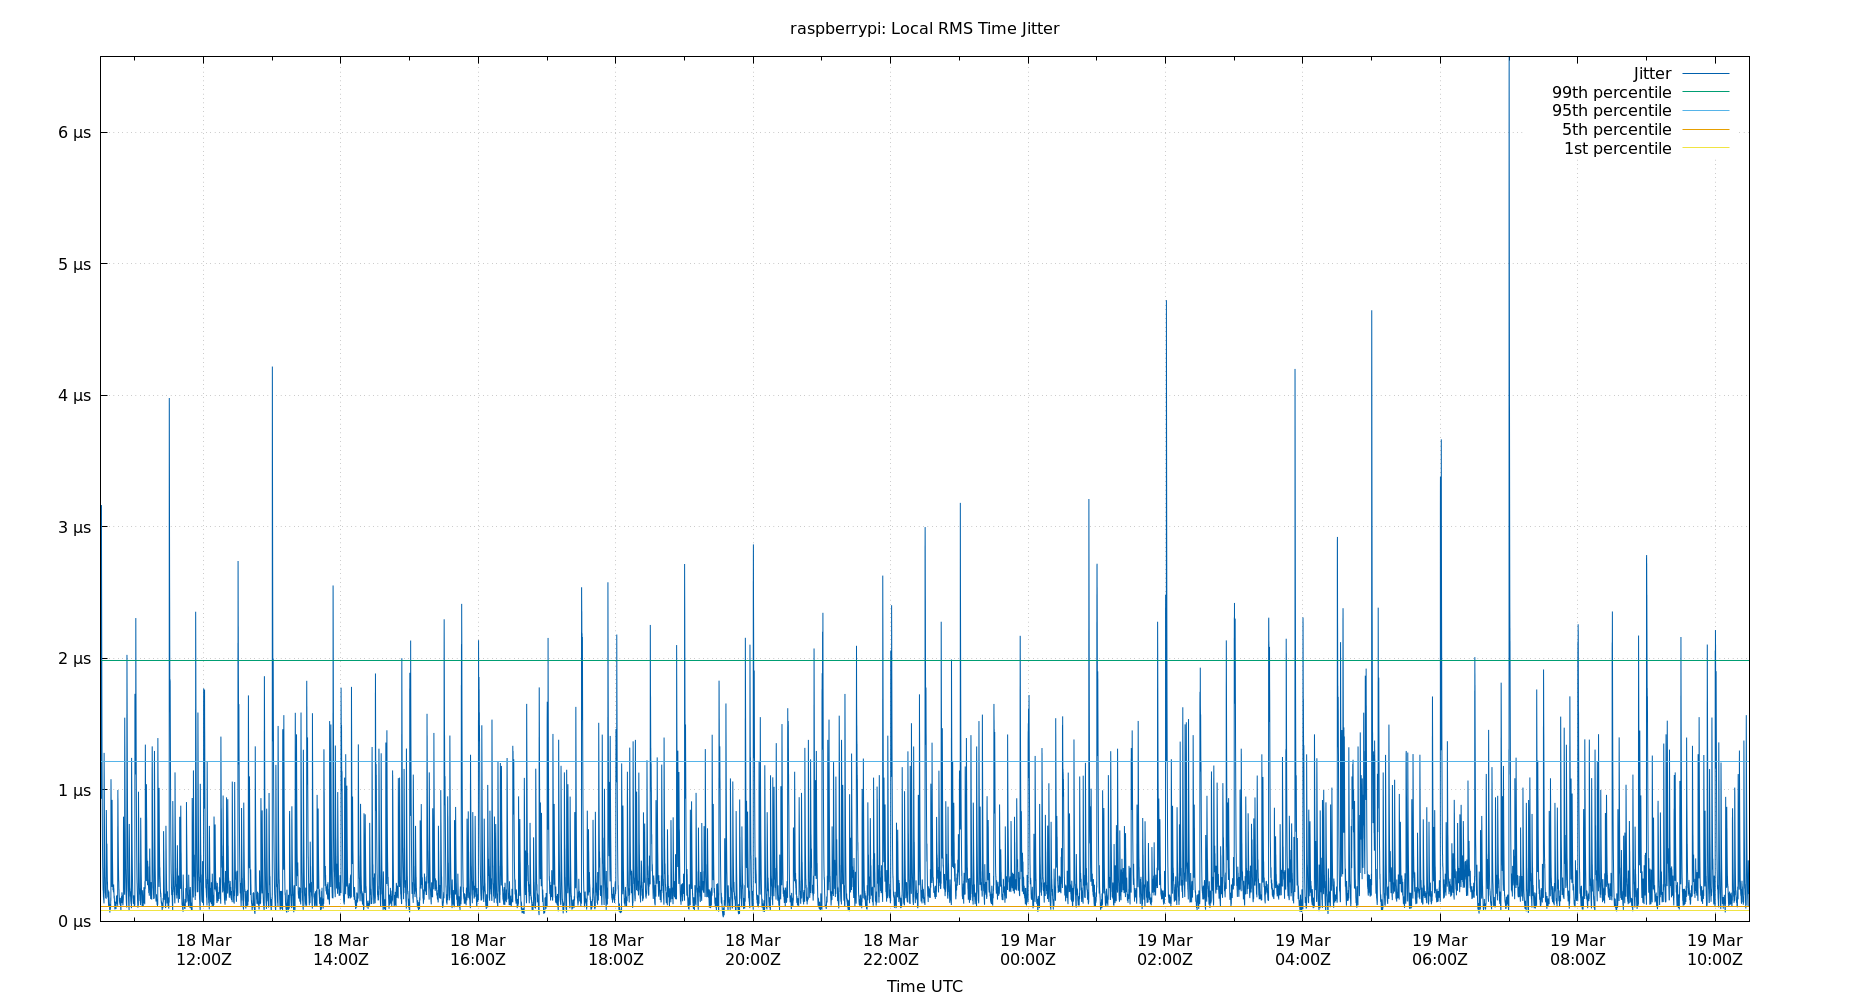 raspberrypi: Local RMS Time Jitter
Jitter
99th percentile
95th percentile
5th percentile
1st percentile
6 µs
5 µs
4 µs
3 µs
2 µs
1 µs
0 µs
18 Mar 18 Mar 18 Mar 18 Mar 18 Mar 18 Mar 19 Mar 19 Mar 19 Mar 19 Mar 19 Mar 19 Mar
12:00Z 14:00Z 16:00Z 18:00Z 20:00Z 22:00Z 00:00Z 02:00Z 04:00Z 06:00Z 08:00Z 10:00Z
Time UTC